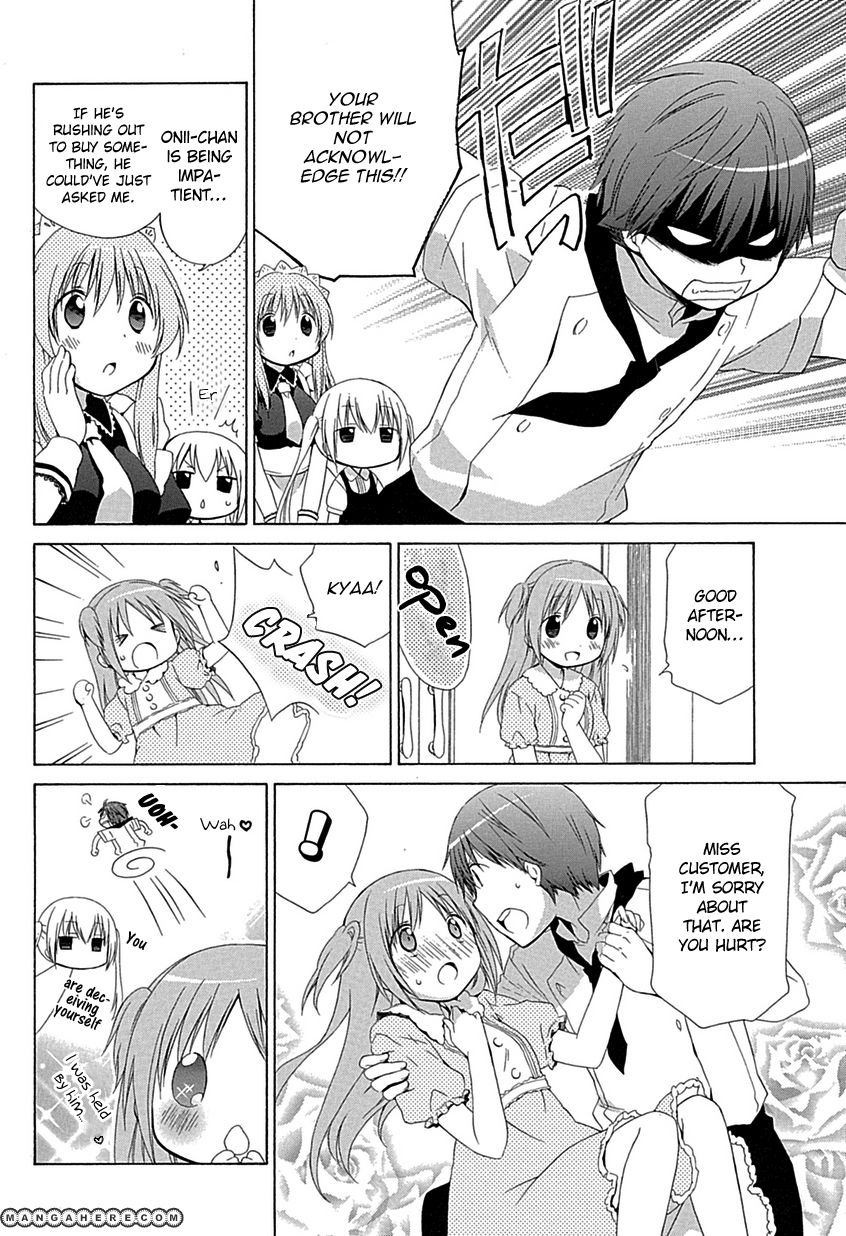 YOUR
BROTHER WILL
NOT
ACKNOWL-
EDGE THIS!!
ONII-CHAN
IS BEING
IMPA-
TIENT...
IF HE'S
RUSHING OUT
TO BUY SOME-
THING, HE
COULD'VE JUST
ASKED ME.
Er
GOOD
AFTER-
NOON...
open
KYAA!
CRASH!
MISS
CUSTOMER,
I'M SORRY
ABOUT
THAT. ARE
YOU HURT?
!
UOH-
Wah ♥
You
are dec-
eiving
yourself
I was held
By him.. ♥
MANGAHERE.COM